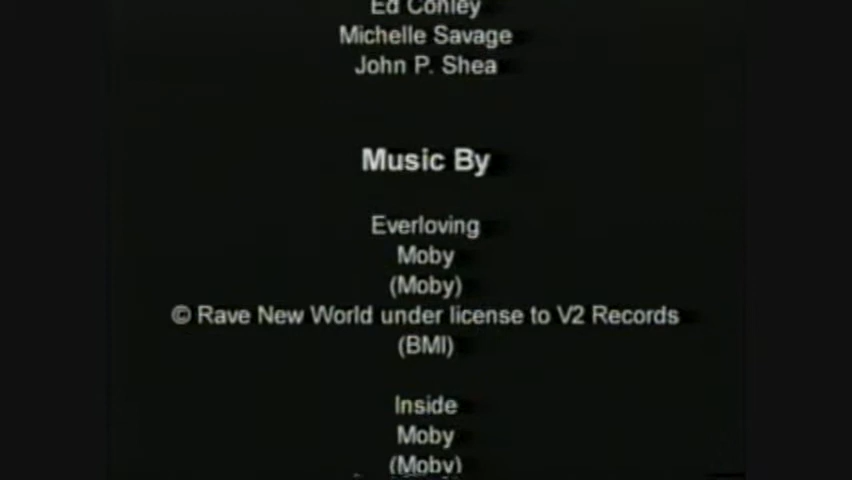 Ed Conley
Michelle Savage
John P. Shea
Music By
Everloving
Moby
(Moby)
© Rave New World under license to V2 Records
(BMI)
Inside
Moby
(Moby)